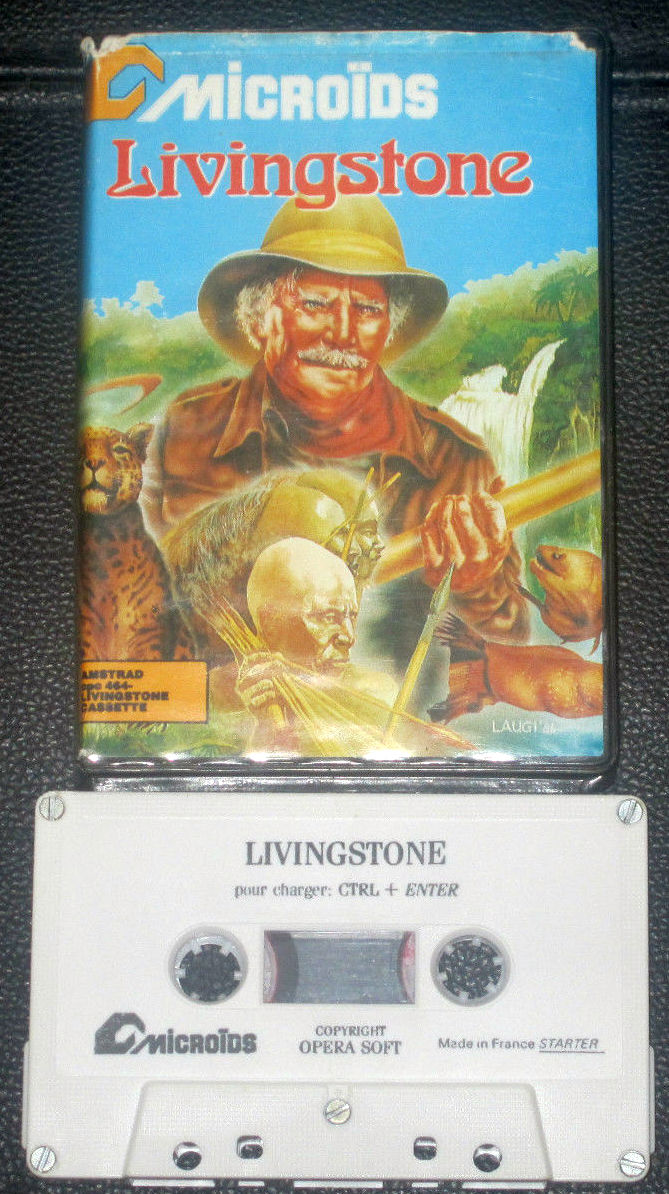 MICROÏDS
Livingstone
AMSTRAD
cpc 464-
LIVINGSTONE
CASSETTE
LAUGI'86
LIVINGSTONE
pour charger: CTRL + ENTER
MICROÏDS
COPYRIGHT
OPERA SOFT
Made in France STARTER